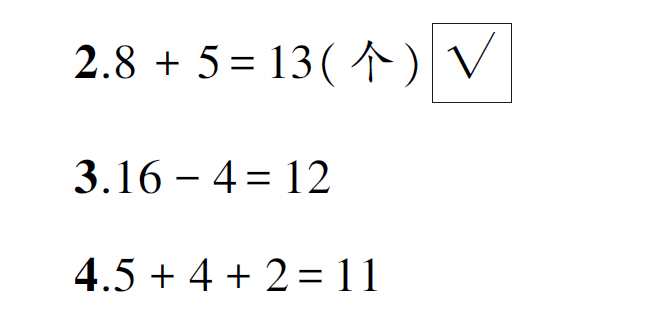 2.8 + 5 = 13(个) √
3.16 − 4 = 12
4.5 + 4 + 2 = 11